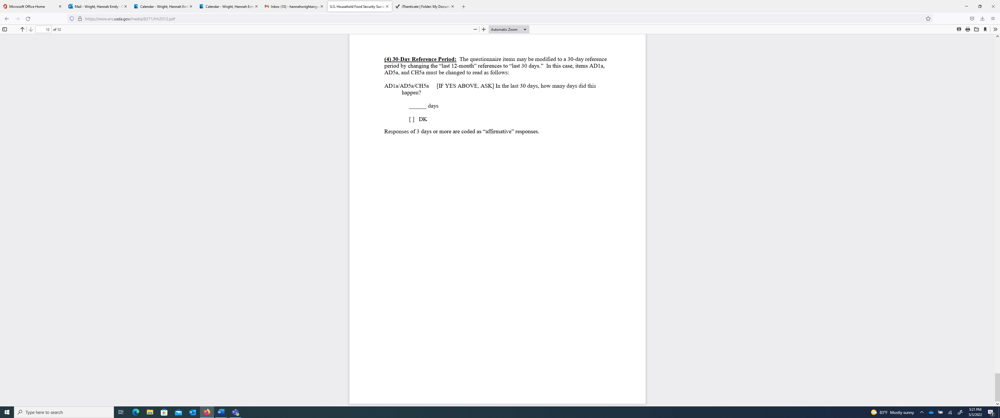 Microsoft Office Home
Mail - Wright, Hannah Emily - O
Calendar - Wright, Hannah Emil
Calendar - Wright, Hannah Emil
Inbox (10) - hannahwrightangu
U.S. Household Food Security Surve
iThenticate | Folder: My Docum
https://www.ers.usda.gov/media/8271/hh2012.pdf
12 of 12
Automatic Zoom
(4) 30-Day Reference Period: The questionnaire items may be modified to a 30-day reference
period by changing the “last 12-month” references to “last 30 days.” In this case, items AD1a,
AD5a, and CH5a must be changed to read as follows:
AD1a/AD5a/CH5a [IF YES ABOVE, ASK] In the last 30 days, how many days did this
happen?
______ days
[ ] DK
Responses of 3 days or more are coded as “affirmative” responses.
Type here to search
83°F Mostly sunny
5:21 PM
5/3/2022
2